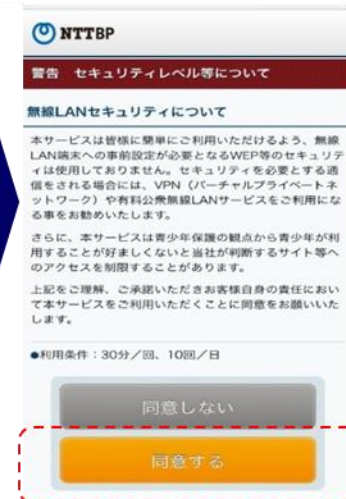 NTTBP
警告 セキュリティレベル等について
無線LANセキュリティについて
本サービスは皆様に簡単にご利用いただけるよう、無線
LAN端末への事前設定が必要となるWEP等のセキュリテ
ィは使用しておりません。セキュリティを必要とする通
信をされる場合には、VPN（バーチャルプライベートネ
ットワーク）や有料公衆無線LANサービスをご利用にな
る事をお勧めいたします。
さらに、本サービスは青少年保護の観点から青少年が利
用することが好ましくないと当社が判断するサイト等へ
のアクセスを制限することがあります。
上記をご理解、ご承諾いただきお客様自身の責任におい
て本サービスをご利用いただくことに同意をお願いいた
します。
●利用条件：30分／回、10回／日
同意しない
同意する